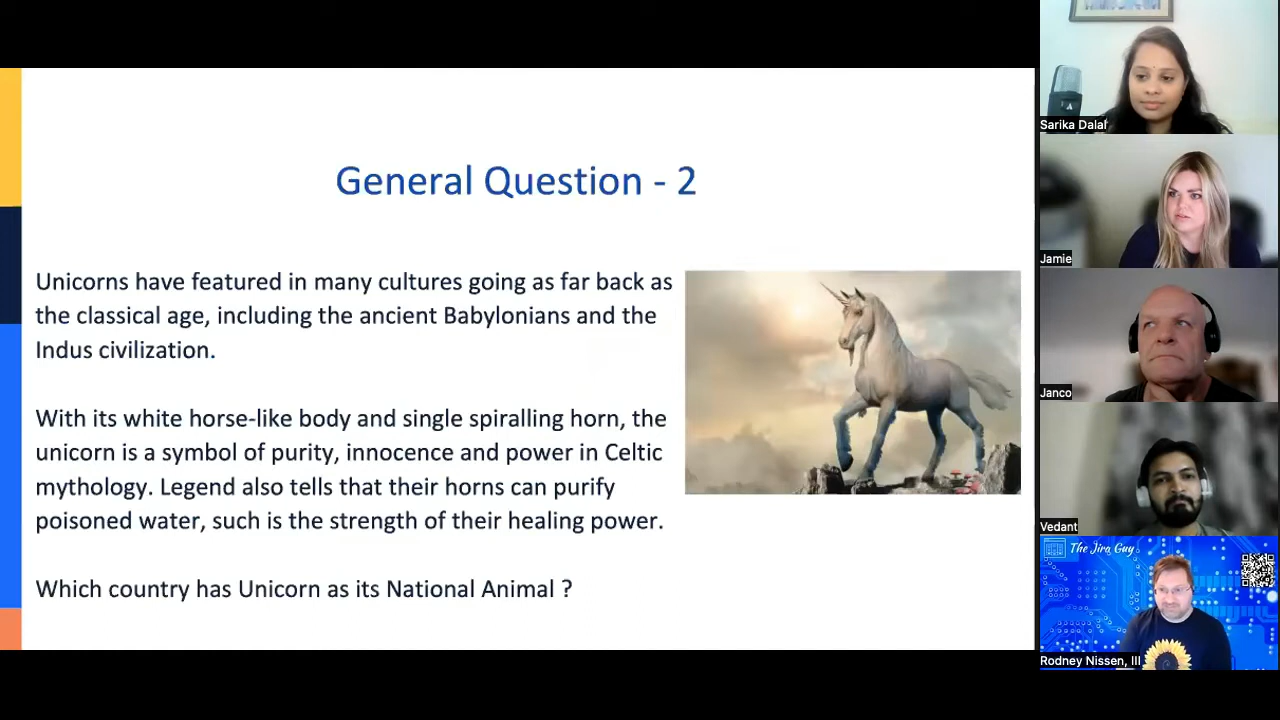 General Question - 2
Unicorns have featured in many cultures going as far back as
the classical age, including the ancient Babylonians and the
Indus civilization.
With its white horse-like body and single spiralling horn, the
unicorn is a symbol of purity, innocence and power in Celtic
mythology. Legend also tells that their horns can purify
poisoned water, such is the strength of their healing power.
Which country has Unicorn as its National Animal ?
Sarika Dalal
Jamie
Janco
Vedant
The Jira Guy
Rodney Nissen, III